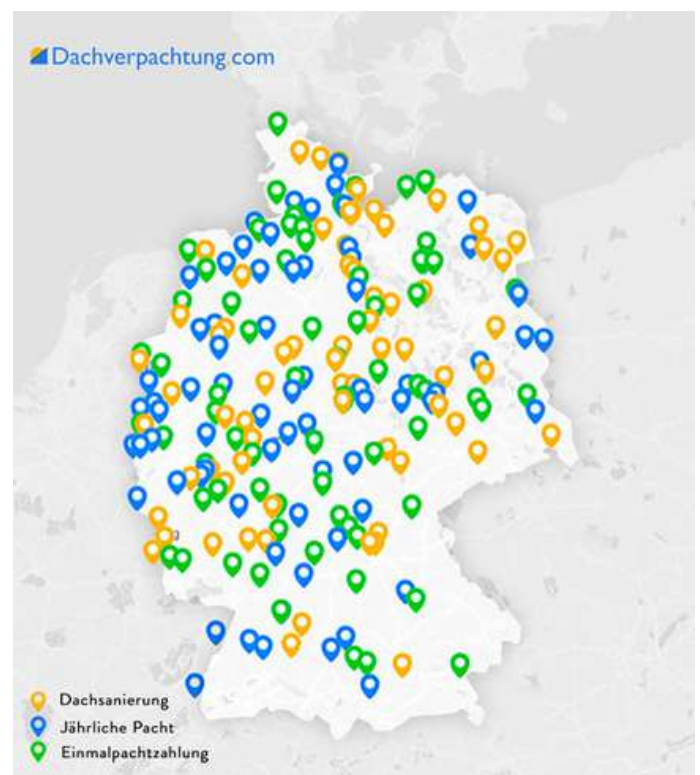 Dachverpachtung.com
Dachsanierung
Jährliche Pacht
Einmalpachtzahlung